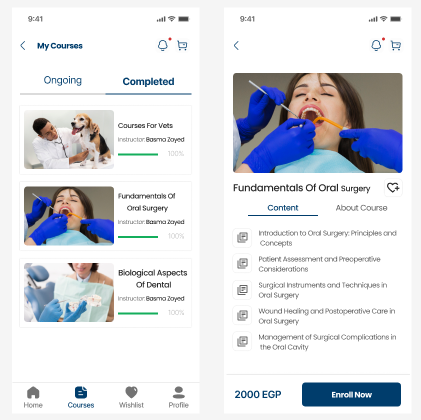 9:41
My Courses
Ongoing
Completed
Courses For Vets
Instructor: Basma Zayed
100%
Fundamentals Of
Oral Surgery
Instructor: Basma Zayed
100%
Biological Aspects
Of Dental
Instructor: Basma Zayed
100%
Home
Courses
Wishlist
Profile
9:41
Fundamentals Of Oral Surgery
Content
About Course
Introduction to Oral Surgery: Principles and
Concepts
Patient Assessment and Preoperative
Considerations
Surgical Instruments and Techniques in
Oral Surgery
Wound Healing and Postoperative Care in
Oral Surgery
Management of Surgical Complications in
the Oral Cavity
2000 EGP
Enroll Now